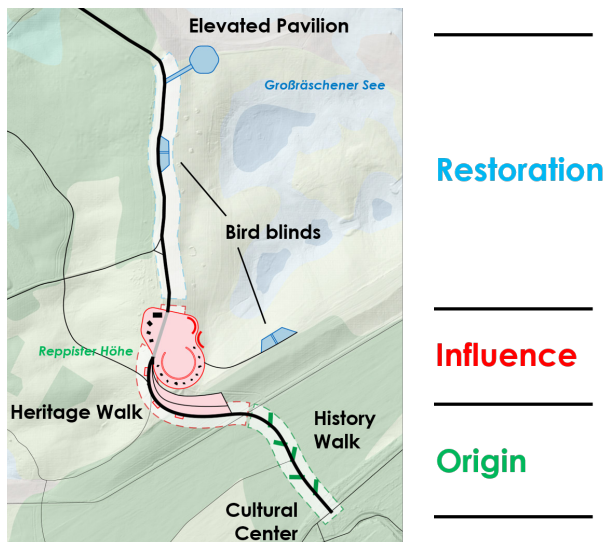 Elevated Pavilion
Großräschener See
Restoration
Bird blinds
Reppister Höhe
Influence
Heritage Walk
History
Walk
Origin
Cultural
Center